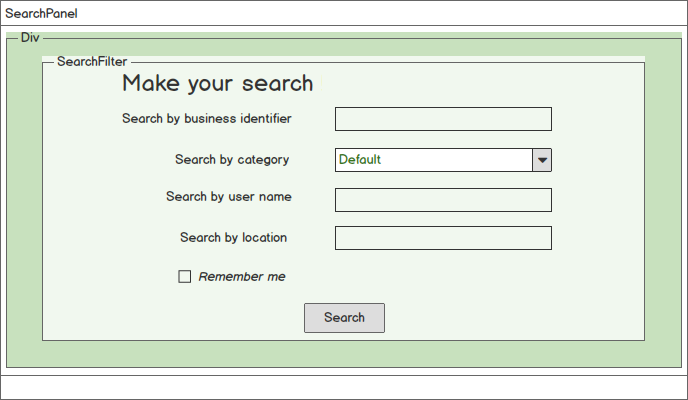 SearchPanel
Div
SearchFilter
Make your search
Search by business identifier
Search by category Default
Search by user name
Search by location
Remember me
Search